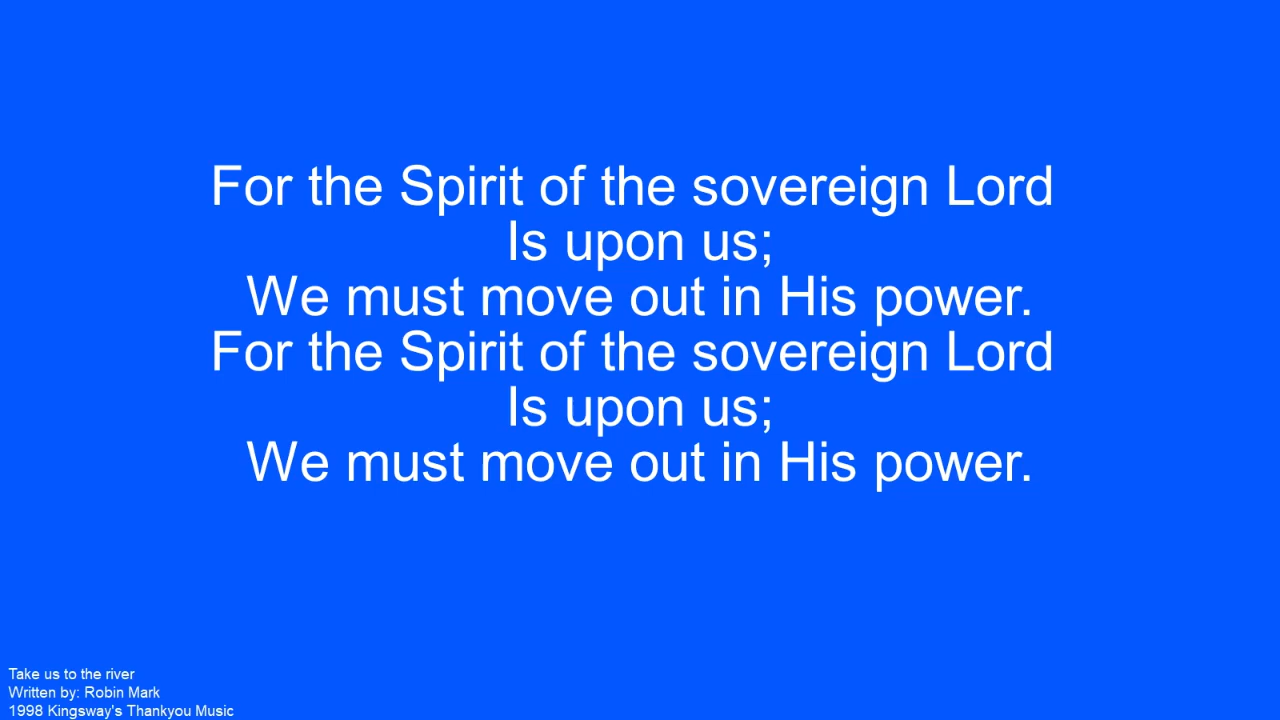 For the Spirit of the sovereign Lord
Is upon us;
We must move out in His power.
For the Spirit of the sovereign Lord
Is upon us;
We must move out in His power.
Take us to the river
Written by: Robin Mark
1998 Kingsway's Thankyou Music